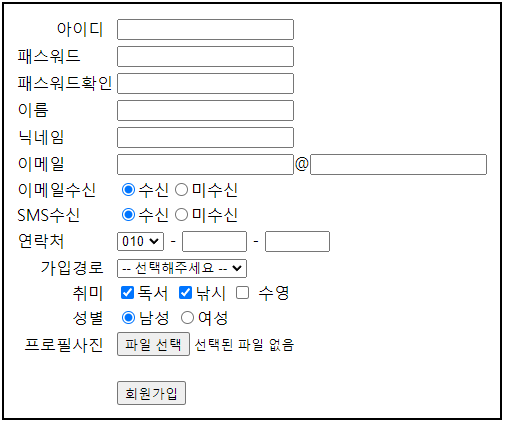 아이디
패스워드
패스워드확인
이름
닉네임
이메일 @
이메일수신 수신 미수신
SMS수신 수신 미수신
연락처 010 - -
가입경로 -- 선택해주세요 --
취미 독서 낚시 수영
성별 남성 여성
프로필사진 파일 선택 선택된 파일 없음
회원가입